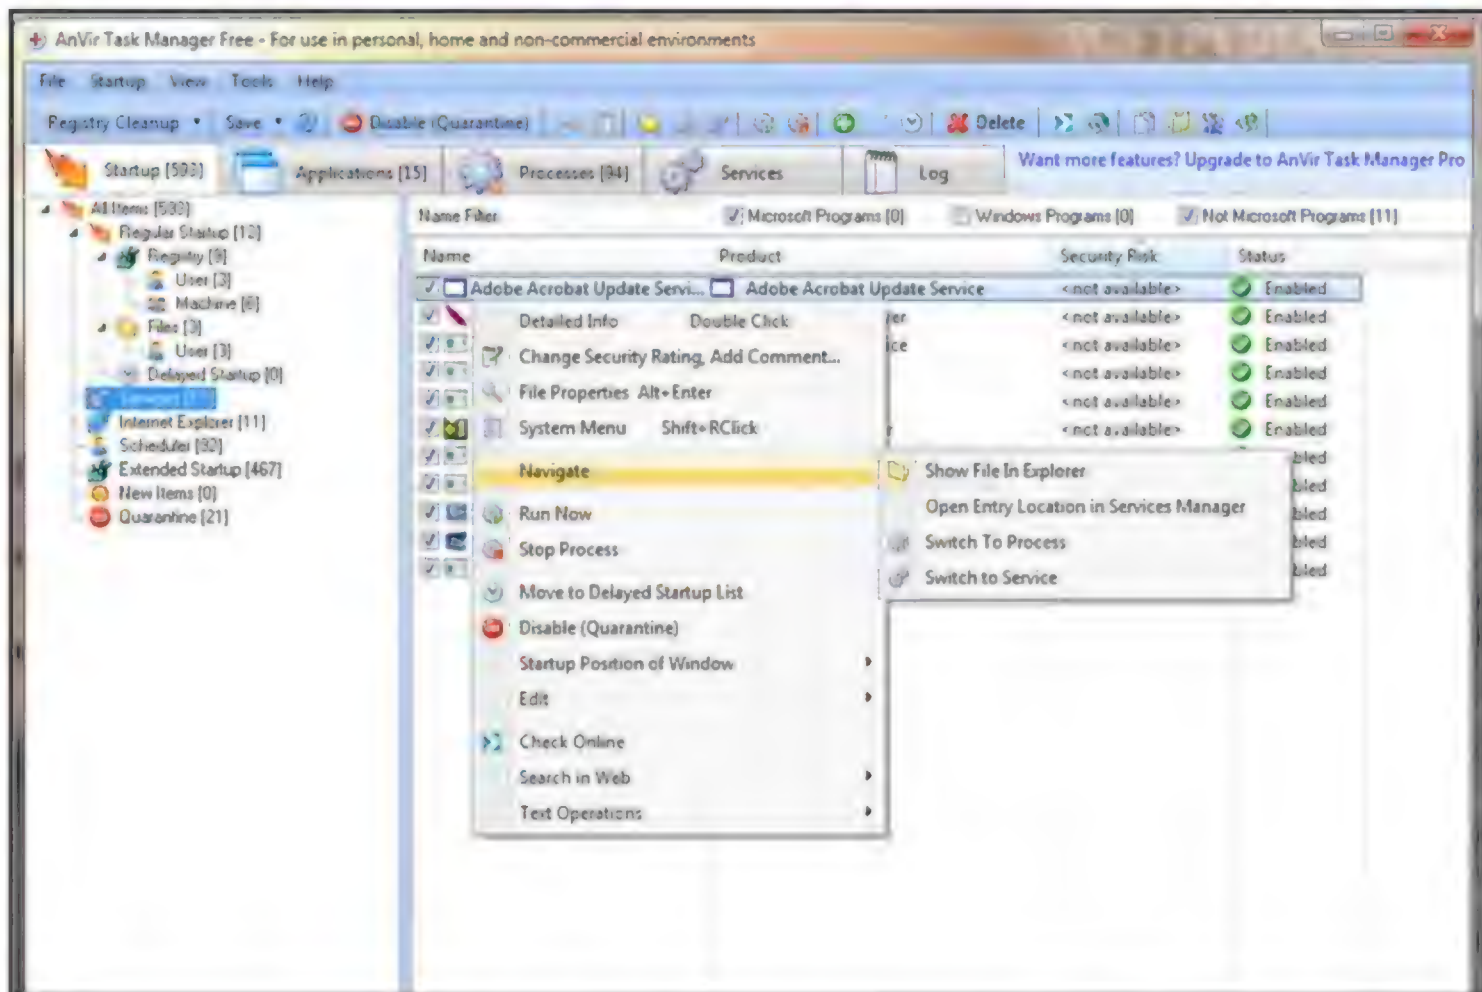 AnVir Task Manager Free - For use in personal, home and non-commercial environments
File Startup View Tools Help
Registry Cleanup Save Disable (Quarantine) Delete
Startup [593] Applications [15] Processes [94] Services Log Want more features? Upgrade to AnVir Task Manager Pro
All Items [593]
Regular Startup [12]
Registry [9]
User [3]
Machine [6]
Files [3]
User [3]
Delayed Startup [0]
Internet Explorer [11]
Scheduler [32]
Extended Startup [467]
New Items [0]
Quarantine [21]
Name Filter Microsoft Programs [0] Windows Programs [0] Not Microsoft Programs [11]
Name Product Security Risk Status
Adobe Acrobat Update Servi... Adobe Acrobat Update Service <not available> Enabled
rer <not available> Enabled
ice <not available> Enabled
<not available> Enabled
<not available> Enabled
r <not available> Enabled
bled
bled
bled
bled
bled
Detailed Info Double Click
Change Security Rating, Add Comment...
File Properties Alt+Enter
System Menu Shift+RClick
Navigate
Run Now
Stop Process
Move to Delayed Startup List
Disable (Quarantine)
Startup Position of Window
Edit
Check Online
Search in Web
Text Operations
Show File In Explorer
Open Entry Location in Services Manager
Switch To Process
Switch to Service